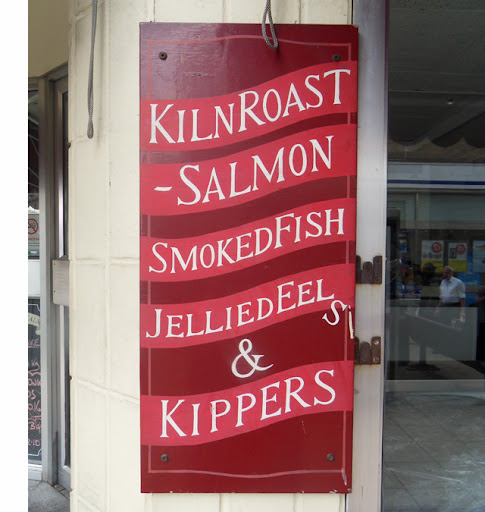 KILNROAST
-SALMON
SMOKEDFISH
JELLIEDEELS
&
KIPPERS